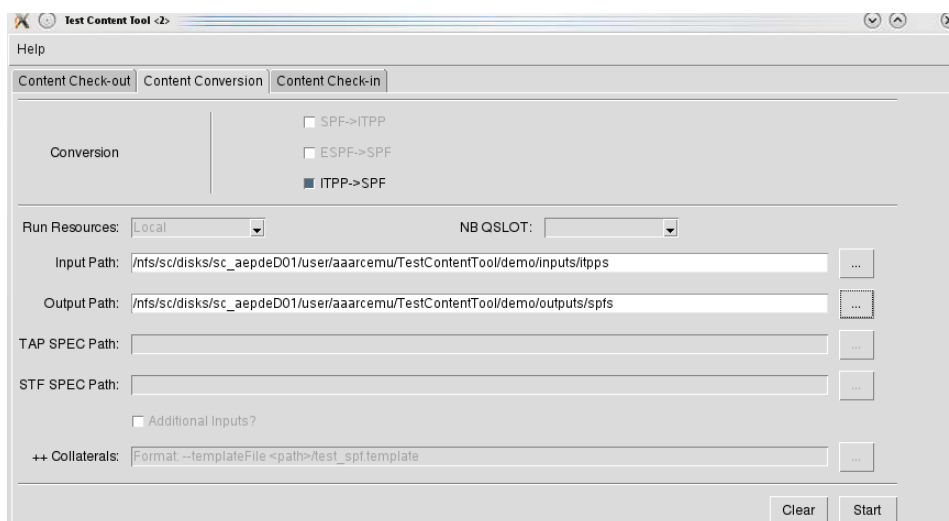 Test Content Tool <2>
Help
Content Check-out Content Conversion Content Check-in
SPF->ITPP
Conversion
ESPF->SPF
ITPP->SPF
Run Resources: Local NB QSLOT:
Input Path: /nfs/sc/disks/sc_aepdeD01/user/aaarcemu/TestContentTool/demo/inputs/itpps ...
Output Path: /nfs/sc/disks/sc_aepdeD01/user/aaarcemu/TestContentTool/demo/outputs/spfs ...
TAP SPEC Path: ...
STF SPEC Path: ...
Additional Inputs?
++ Collaterals: Format: --templateFile <path>/test_spf.template ...
Clear Start